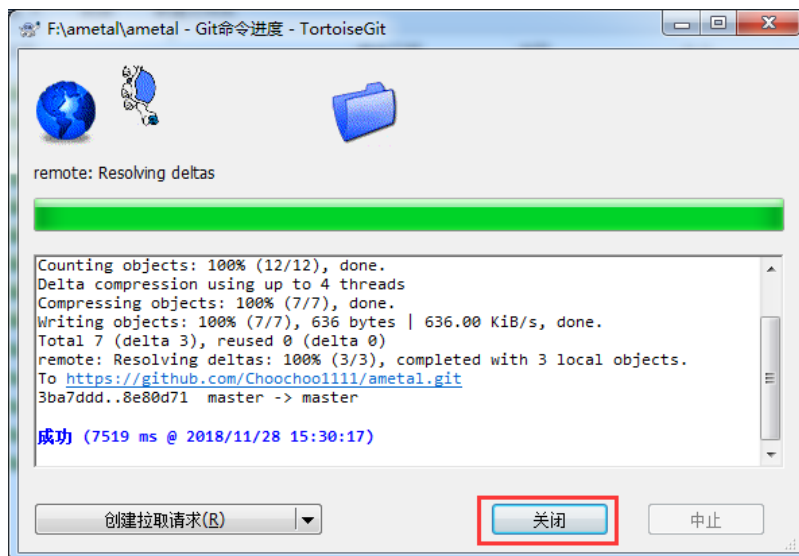 F:\ametal\ametal - Git命令进度 - TortoiseGit
remote: Resolving deltas
Counting objects: 100% (12/12), done.
Delta compression using up to 4 threads
Compressing objects: 100% (7/7), done.
Writing objects: 100% (7/7), 636 bytes | 636.00 KiB/s, done.
Total 7 (delta 3), reused 0 (delta 0)
remote: Resolving deltas: 100% (3/3), completed with 3 local objects.
To https://github.com/Choochoo1111/ametal.git
3ba7ddd..8e80d71  master -> master
成功 (7519 ms @ 2018/11/28 15:30:17)
创建拉取请求(R)
关闭
中止